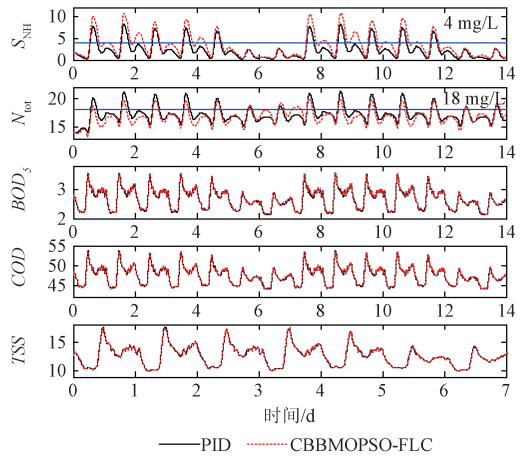 10
5
0
S_NH
4 mg/L
0 2 4 6 8 10 12 14
20
15
N_tot
18 mg/L
0 2 4 6 8 10 12 14
3
2
BOD_5
0 2 4 6 8 10 12 14
55
50
45
COD
0 2 4 6 8 10 12 14
15
10
TSS
0 1 2 3 4 5 6 7
时间/d
PID CBBMOPSO-FLC